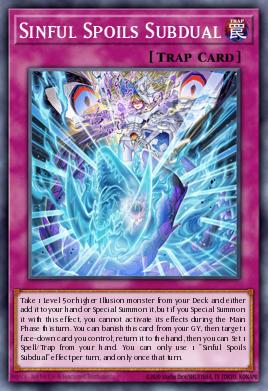 SINFUL SPOILS SUBDUAL
TRAP
罠
[TRAP CARD]
Take 1 Level 5 or higher Illusion monster from your Deck and either
add it to your hand or Special Summon it, but if you Special Summon
it with this effect, you cannot activate its effects during the Main
Phase this turn. You can banish this card from your GY, then target 1
face-down card you control; return it to the hand, then you can Set 1
Spell/Trap from your hand. You can only use 1 "Sinful Spoils
Subdual" effect per turn, and only once that turn.